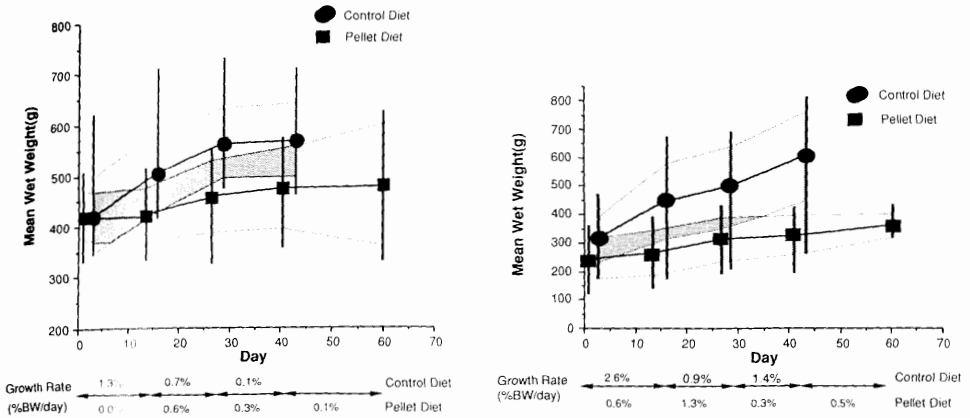 Control Diet
Pellet Diet
Mean Wet Weight(g)
800
700
600
500
400
300
200
0 10 20 30 40 50 60 70
Day
Growth Rate
(%BW/day)
0.7% 0.1% Control Diet
0.6% 0.3% 0.1% Pellet Diet
Control Diet
Pellet Diet
Mean Wet Weight(g)
800
700
600
500
400
300
200
100
0
0 10 20 30 40 50 60 70
Day
Growth Rate
(%BW/day)
2.6% 0.9% 1.4% Control Diet
0.6% 1.3% 0.3% 0.5% Pellet Diet